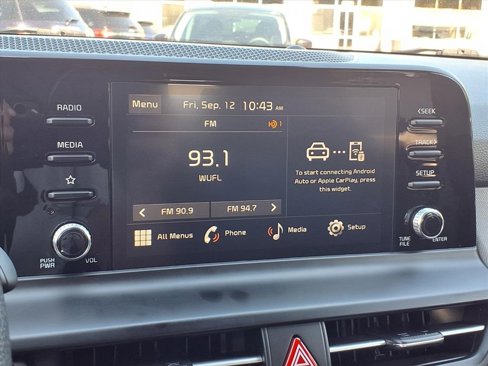 RADIO
MEDIA
☆
PUSH
PWR
VOL
Menu
Fri, Sep. 12
10:43 AM
FM
1
93.1
WUFL
To start connecting Android
Auto or Apple CarPlay, press
this widget.
< FM 90.9
FM 94.7 >
All Menus
Phone
Media
Setup
<SEEK
TRACK>
SETUP
TUNE
FILE
ENTER